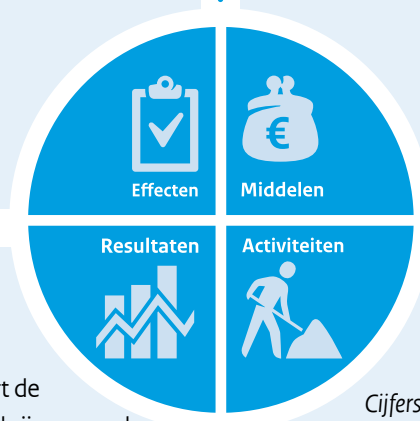 €
Effecten
Middelen
Resultaten
Activiteiten
de
Cijfers